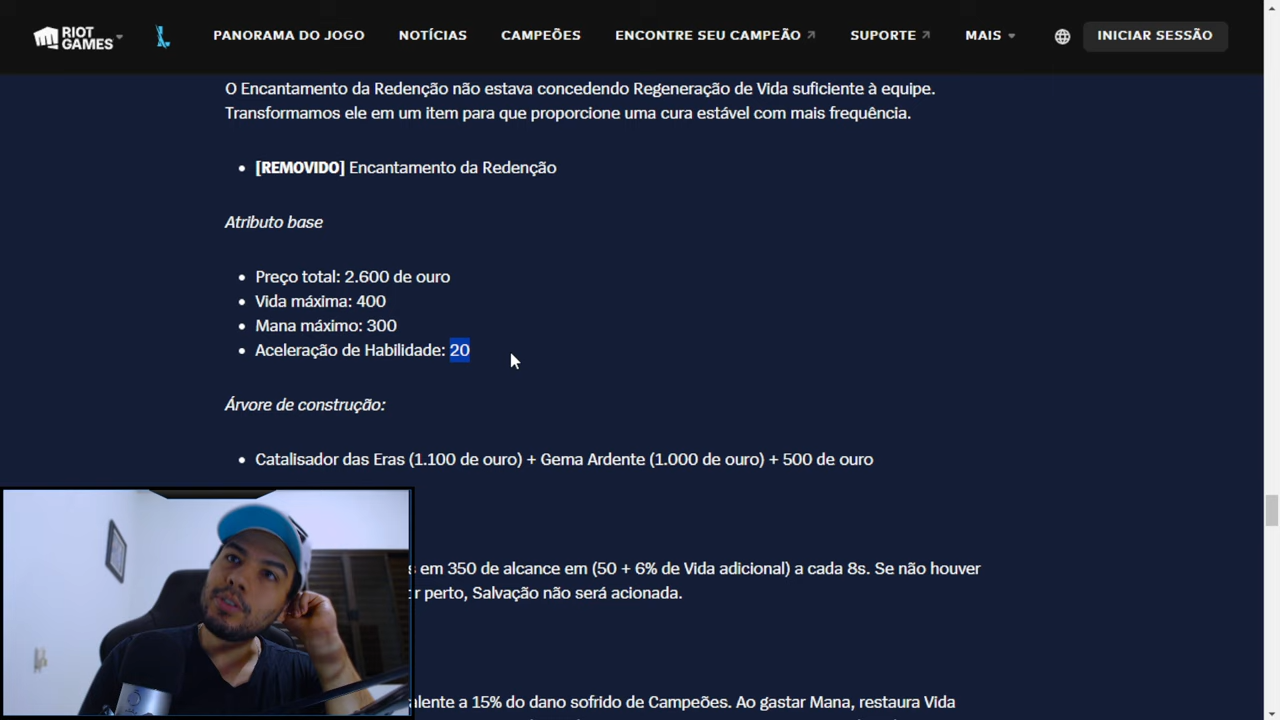 RIOT GAMES
PANORAMA DO JOGO
NOTÍCIAS
CAMPEÕES
ENCONTRE SEU CAMPEÃO
SUPORTE
MAIS
INICIAR SESSÃO
O Encantamento da Redenção não estava concedendo Regeneração de Vida suficiente à equipe.
Transformamos ele em um item para que proporcione uma cura estável com mais frequência.
[REMOVIDO] Encantamento da Redenção
Atributo base
Preço total: 2.600 de ouro
Vida máxima: 400
Mana máximo: 300
Aceleração de Habilidade: 20
Árvore de construção:
Catalisador das Eras (1.100 de ouro) + Gema Ardente (1.000 de ouro) + 500 de ouro
em 350 de alcance em (50 + 6% de Vida adicional) a cada 8s. Se não houver
perto, Salvação não será acionada.
a 15% do dano sofrido de Campeões. Ao gastar Mana, restaura Vida